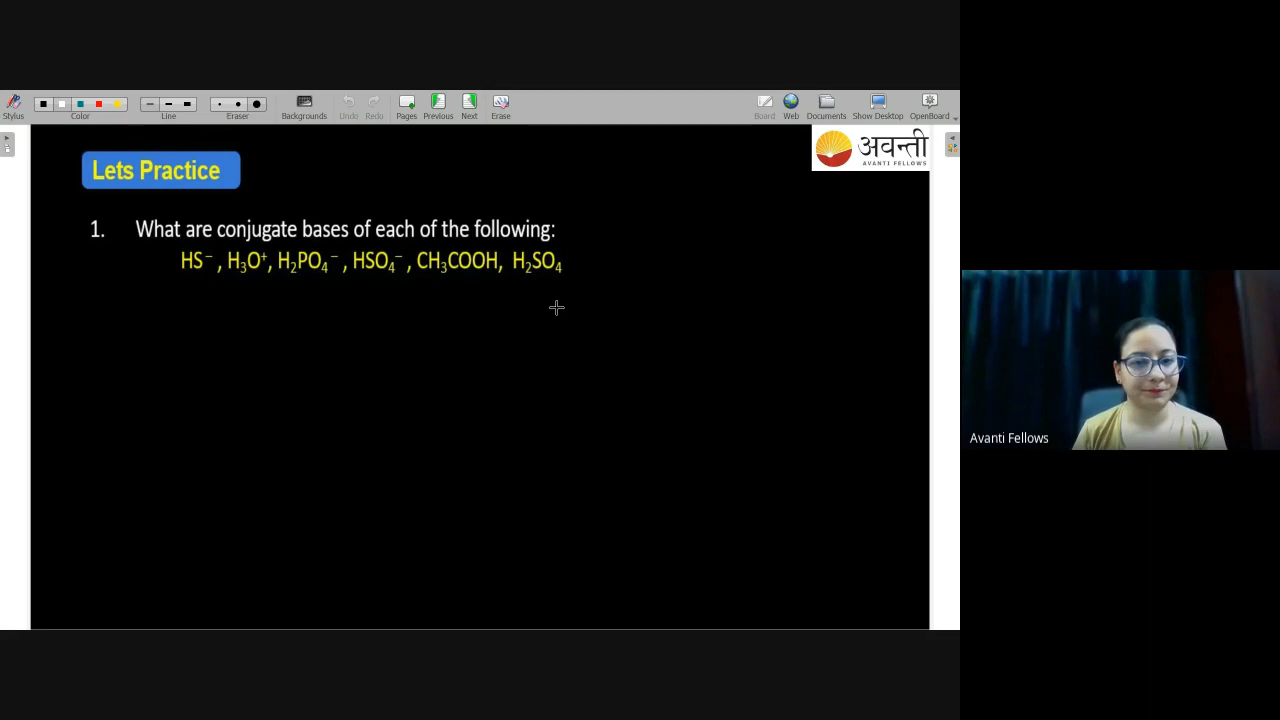 Stylus
Color
Line
Eraser
Backgrounds
Undo
Redo
Pages
Previous
Next
Erase
Board
Web
Documents
Show Desktop
OpenBoard
अवन्ती
AVANTI FELLOWS
Lets Practice
1. What are conjugate bases of each of the following:
HS⁻ , H₃O⁺, H₂PO₄⁻ , HSO₄⁻ , CH₃COOH, H₂SO₄
Avanti Fellows